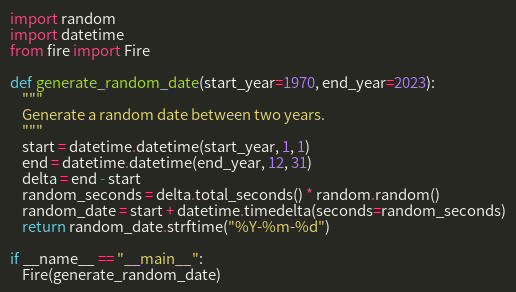 import random
import datetime
from fire import Fire

def generate_random_date(start_year=1970, end_year=2023):
    """
    Generate a random date between two years.
    """
    start = datetime.datetime(start_year, 1, 1)
    end = datetime.datetime(end_year, 12, 31)
    delta = end - start
    random_seconds = delta.total_seconds() * random.random()
    random_date = start + datetime.timedelta(seconds=random_seconds)
    return random_date.strftime("%Y-%m-%d")

if __name__ == "__main__":
    Fire(generate_random_date)